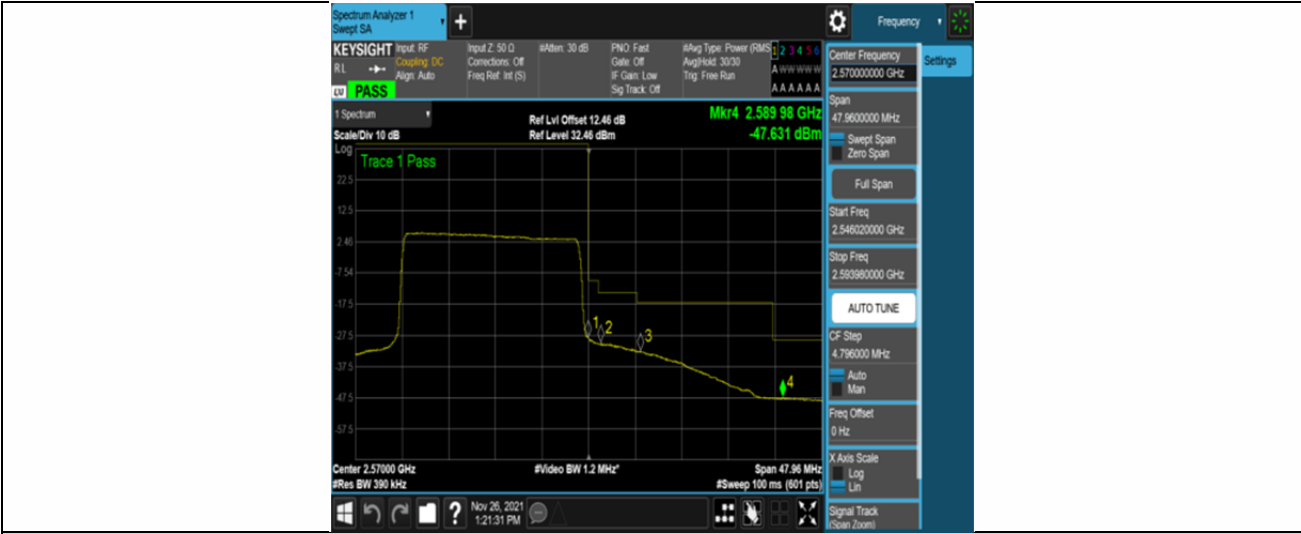 Spectrum Analyzer 1
Swept SA
+
Frequency
KEYSIGHT
RL
PASS
Input: RF
Coupling: DC
Align: Auto
Input Z: 50 Ω
Corrections: Off
Freq Ref: Int (S)
#Atten: 30 dB
PNO: Fast
Gate: Off
IF Gain: Low
Sig Track: Off
#Avg Type: Power (RMS
Avg|Hold: 30/30
Trig: Free Run
1 2 3 4 5 6
A W W W W W
A A A A A A
1 Spectrum
Scale/Div 10 dB
Ref Lvl Offset 12.46 dB
Ref Level 32.46 dBm
Mkr4 2.589 98 GHz
-47.631 dBm
Log
Trace 1 Pass
22.5
12.5
2.46
-7.54
-17.5
-27.5
-37.5
-47.5
-57.5
1
2
3
4
Center 2.57000 GHz
#Res BW 390 kHz
#Video BW 1.2 MHz*
Span 47.96 MHz
#Sweep 100 ms (601 pts)
Nov 26, 2021
1:21:31 PM
Center Frequency
2.570000000 GHz
Settings
Span
47.9600000 MHz
Swept Span
Zero Span
Full Span
Start Freq
2.546020000 GHz
Stop Freq
2.593980000 GHz
AUTO TUNE
CF Step
4.796000 MHz
Auto
Man
Freq Offset
0 Hz
X Axis Scale
Log
Lin
Signal Track
(Span Zoom)